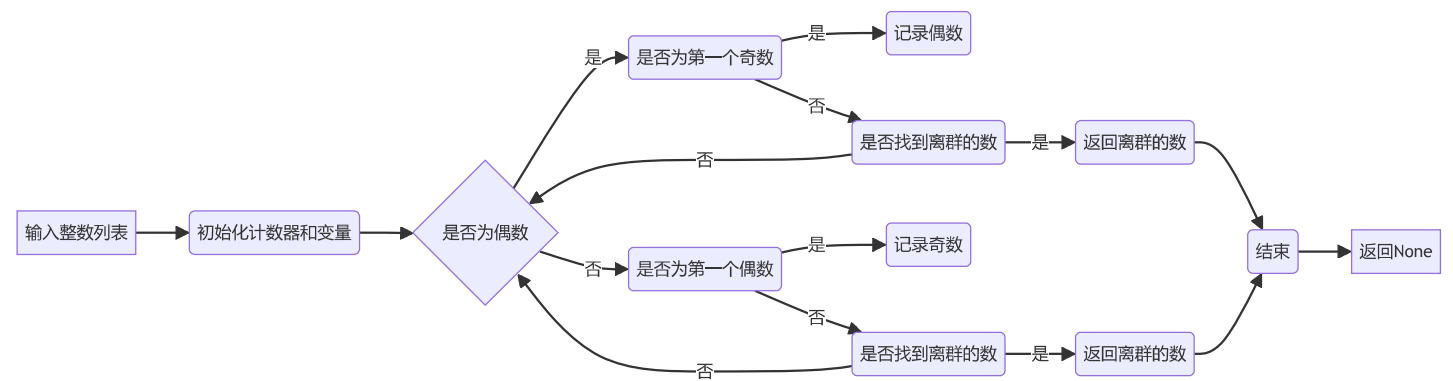 输入整数列表
初始化计数器和变量
是否为偶数
是
是否为第一个奇数
是
记录偶数
否
是否找到离群的数
是
返回离群的数
否
否
是否为第一个偶数
是
记录奇数
否
是否找到离群的数
是
返回离群的数
否
结束
返回None